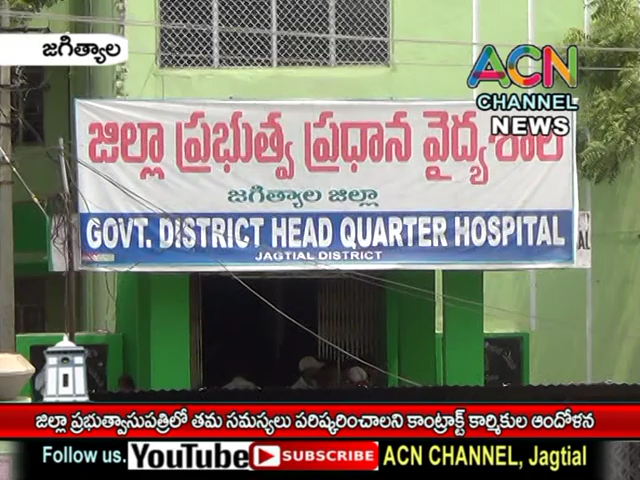 జగిత్యాల
ACN
CHANNEL
NEWS
జిల్లా ప్రభుత్వ ప్రధాన వైద్యశాల
జగిత్యాల జిల్లా
GOVT. DISTRICT HEAD QUARTER HOSPITAL
JAGTIAL DISTRICT
జిల్లా ప్రభుత్వాసుపత్రిలో తమ సమస్యలు పరిష్కరించాలని కాంట్రాక్ట్ కార్మికుల ఆందోళన
Follow us. YouTube SUBSCRIBE ACN CHANNEL, Jagtial